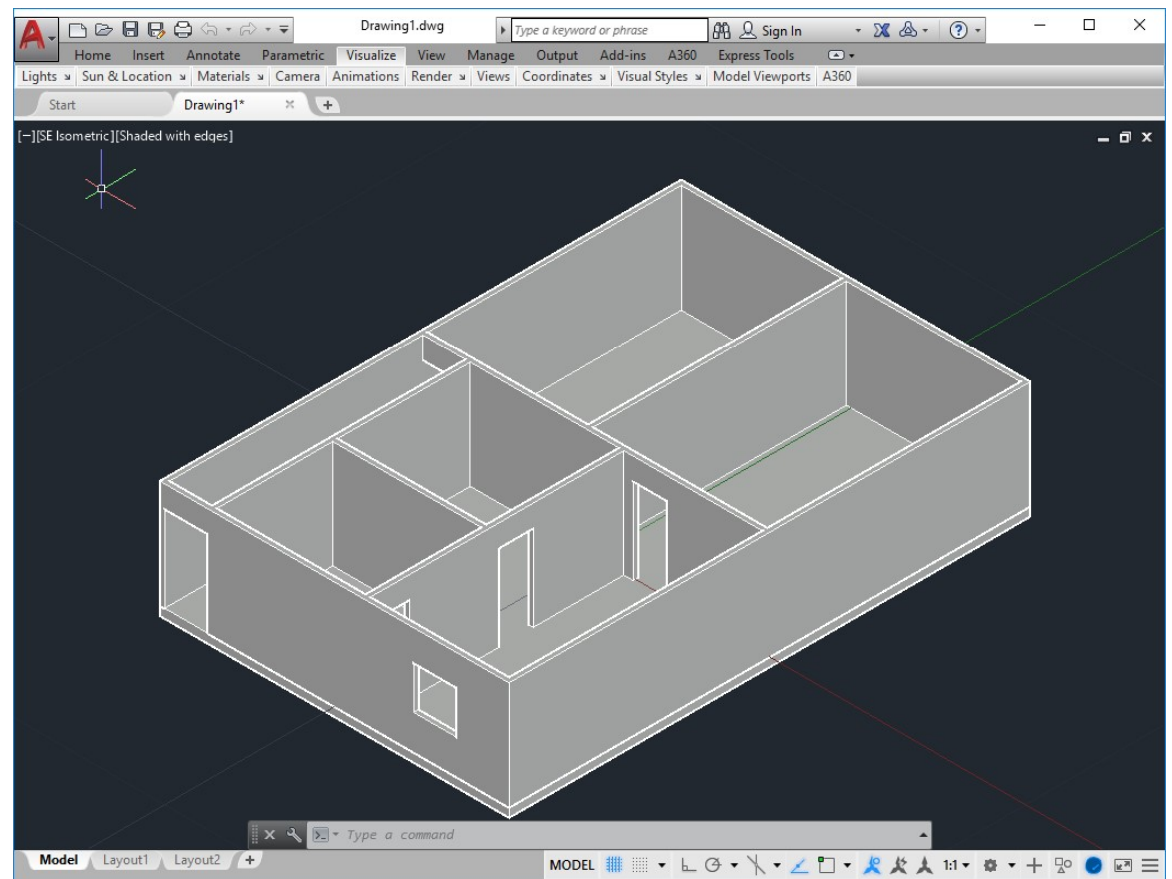 Drawing1.dwg Type a keyword or phrase Sign In
Home Insert Annotate Parametric Visualize View Manage Output Add-ins A360 Express Tools
Lights Sun & Location Materials Camera Animations Render Views Coordinates Visual Styles Model Viewports A360
Start Drawing1*
[−][SE Isometric][Shaded with edges]
Type a command
Model Layout1 Layout2 + MODEL 1:1